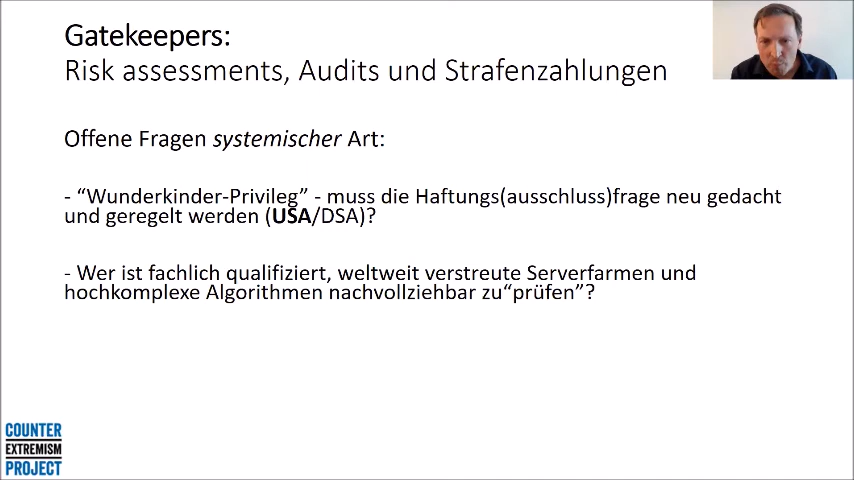 Gatekeepers:
Risk assessments, Audits und Strafenzahlungen
Offene Fragen systemischer Art:
- “Wunderkinder-Privileg” - muss die Haftungs(ausschluss)frage neu gedacht
und geregelt werden (USA/DSA)?
- Wer ist fachlich qualifiziert, weltweit verstreute Serverfarmen und
hochkomplexe Algorithmen nachvollziehbar zu“prüfen”?
COUNTER
EXTREMISM
PROJECT